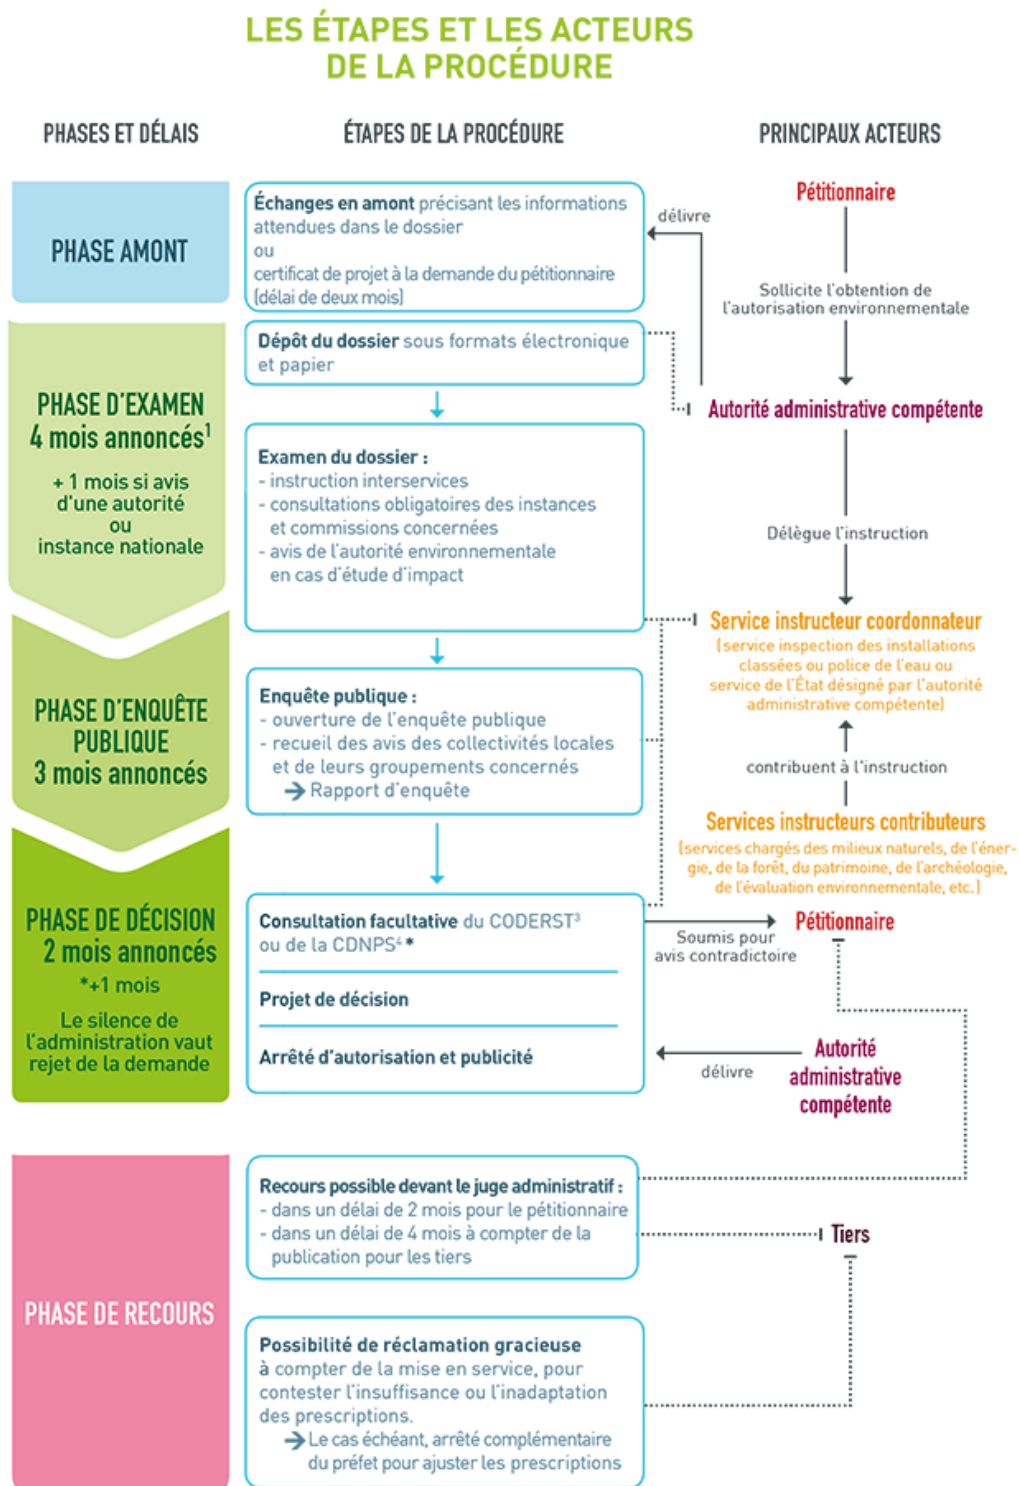 LES ÉTAPES ET LES ACTEURS
DE LA PROCÉDURE
PHASES ET DÉLAIS
ÉTAPES DE LA PROCÉDURE
PRINCIPAUX ACTEURS
PHASE AMONT
Échanges en amont précisant les informations
attendues dans le dossier
ou
certificat de projet à la demande du pétitionnaire
(délai de deux mois)
délivre
Pétitionnaire
Sollicite l'obtention de
l'autorisation environnementale
PHASE D'EXAMEN
4 mois annoncés¹
+ 1 mois si avis
d'une autorité
ou
instance nationale
Dépôt du dossier sous formats électronique
et papier
Autorité administrative compétente
Examen du dossier :
- instruction interservices
- consultations obligatoires des instances
et commissions concernées
- avis de l'autorité environnementale
en cas d'étude d'impact
Délègue l'instruction
Service instructeur coordonnateur
(service inspection des installations
classées ou police de l'eau ou
service de l'État désigné par l'autorité
administrative compétente)
PHASE D'ENQUÊTE
PUBLIQUE
3 mois annoncés
Enquête publique :
- ouverture de l'enquête publique
- recueil des avis des collectivités locales
et de leurs groupements concernés
→ Rapport d'enquête
contribuent à l'instruction
Services instructeurs contributeurs
(services chargés des milieux naturels, de l'éner-
gie, de la forêt, du patrimoine, de l'archéologie,
de l'évaluation environnementale, etc.)
PHASE DE DÉCISION
2 mois annoncés
*+1 mois
Le silence de
l'administration vaut
rejet de la demande
Consultation facultative du CODERST³
ou de la CDNPS⁴ *
Projet de décision
Arrêté d'autorisation et publicité
Soumis pour
avis contradictoire
Pétitionnaire
délivre
Autorité
administrative
compétente
PHASE DE RECOURS
Recours possible devant le juge administratif :
- dans un délai de 2 mois pour le pétitionnaire
- dans un délai de 4 mois à compter de la
publication pour les tiers
Tiers
Possibilité de réclamation gracieuse
à compter de la mise en service, pour
contester l'insuffisance ou l'inadaptation
des prescriptions.
→ Le cas échéant, arrêté complémentaire
du préfet pour ajuster les prescriptions